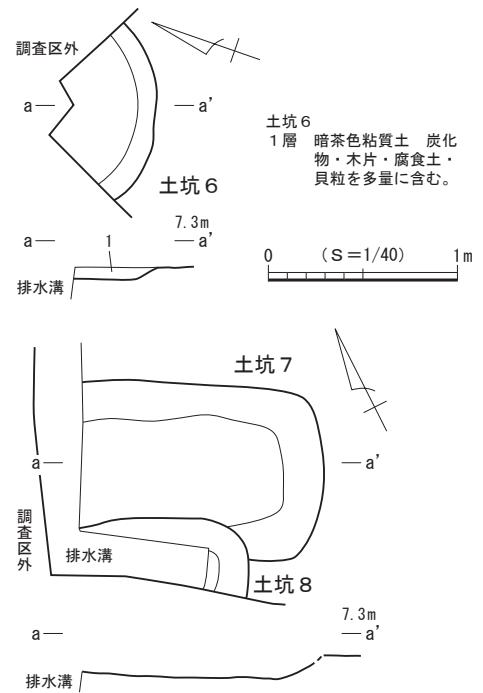 調査区外
a
a'
土坑6
土坑6
1層　暗茶色粘質土　炭化
物・木片・腐食土・
貝粒を多量に含む。
7.3m
a
1
a'
排水溝
0
(S=1/40)
1m
土坑7
a
a'
調査区外
排水溝
土坑8
7.3m
a
a'
排水溝